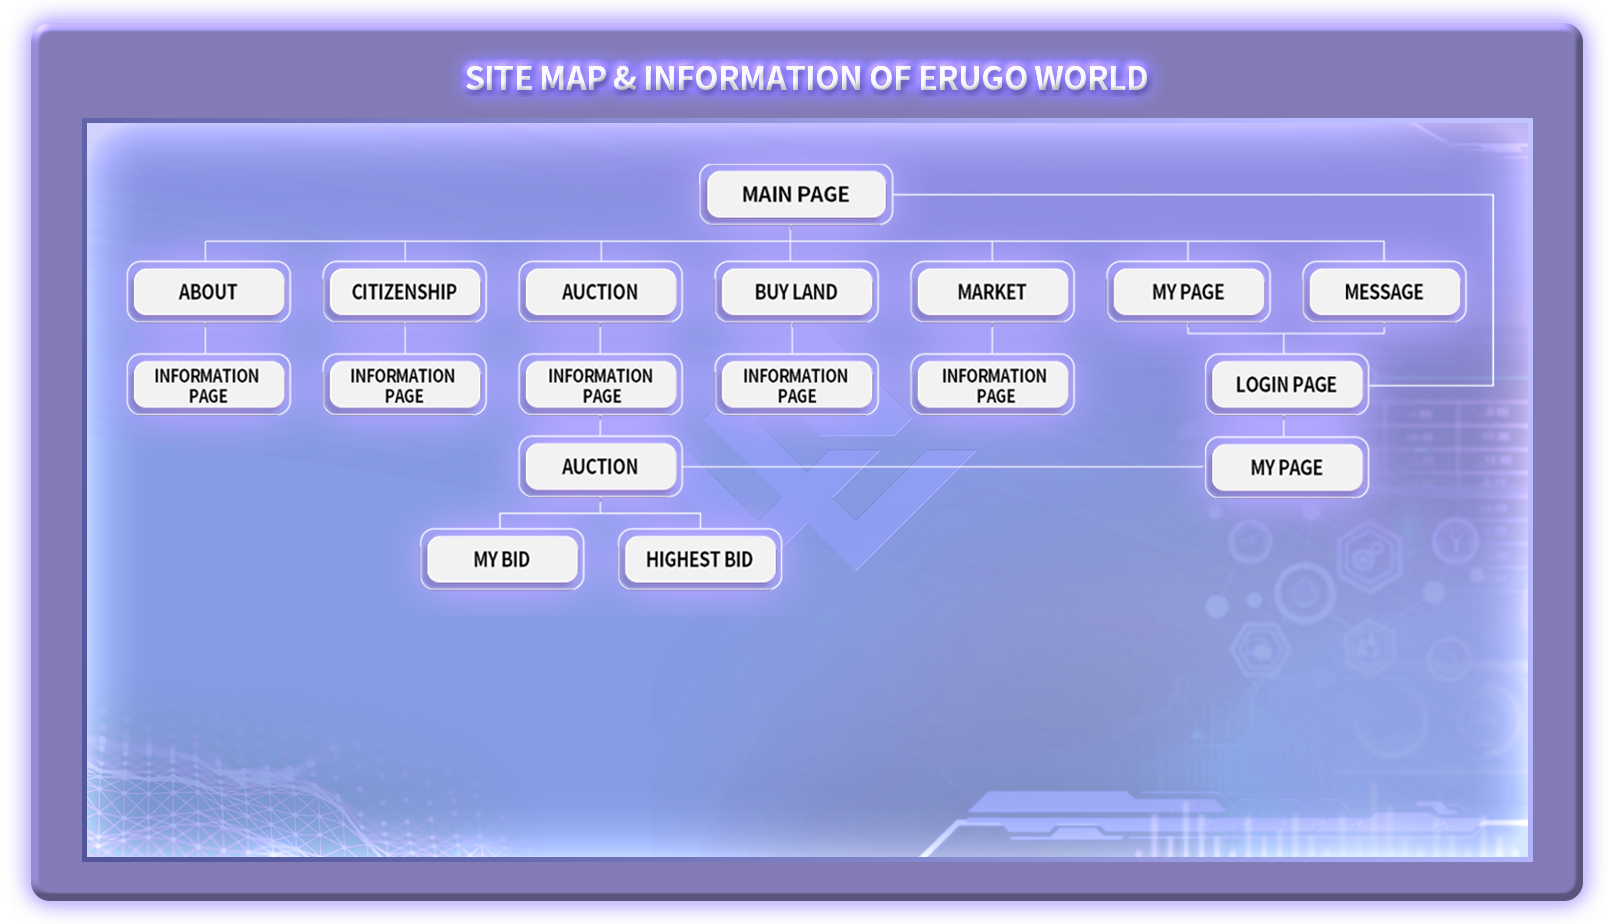 SITE MAP & INFORMATION OF ERUGO WORLD
MAIN PAGE
ABOUT
CITIZENSHIP
AUCTION
BUY LAND
MARKET
MY PAGE
MESSAGE
INFORMATION
PAGE
INFORMATION
PAGE
INFORMATION
PAGE
INFORMATION
PAGE
INFORMATION
PAGE
LOGIN PAGE
AUCTION
MY PAGE
MY BID
HIGHEST BID